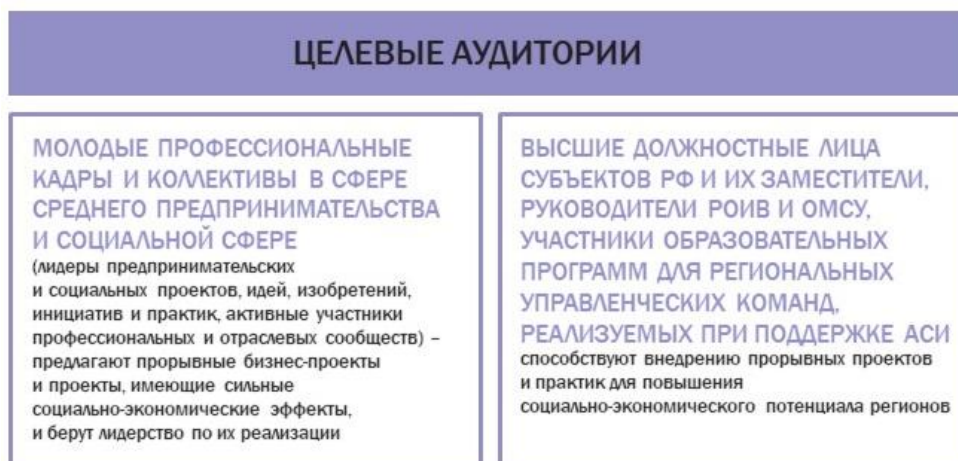 ЦЕЛЕВЫЕ АУДИТОРИИ
МОЛОДЫЕ ПРОФЕССИОНАЛЬНЫЕ
КАДРЫ И КОЛЛЕКТИВЫ В СФЕРЕ
СРЕДНЕГО ПРЕДПРИНИМАТЕЛЬСТВА
И СОЦИАЛЬНОЙ СФЕРЕ
(лидеры предпринимательских
и социальных проектов, идей, изобретений,
инициатив и практик, активные участники
профессиональных и отраслевых сообществ) –
предлагают прорывные бизнес-проекты
и проекты, имеющие сильные
социально-экономические эффекты,
и берут лидерство по их реализации
ВЫСШИЕ ДОЛЖНОСТНЫЕ ЛИЦА
СУБЪЕКТОВ РФ И ИХ ЗАМЕСТИТЕЛИ,
РУКОВОДИТЕЛИ РОИВ И ОМСУ,
УЧАСТНИКИ ОБРАЗОВАТЕЛЬНЫХ
ПРОГРАММ ДЛЯ РЕГИОНАЛЬНЫХ
УПРАВЛЕНЧЕСКИХ КОМАНД,
РЕАЛИЗУЕМЫХ ПРИ ПОДДЕРЖКЕ АСИ
способствуют внедрению прорывных проектов
и практик для повышения
социально-экономического потенциала регионов